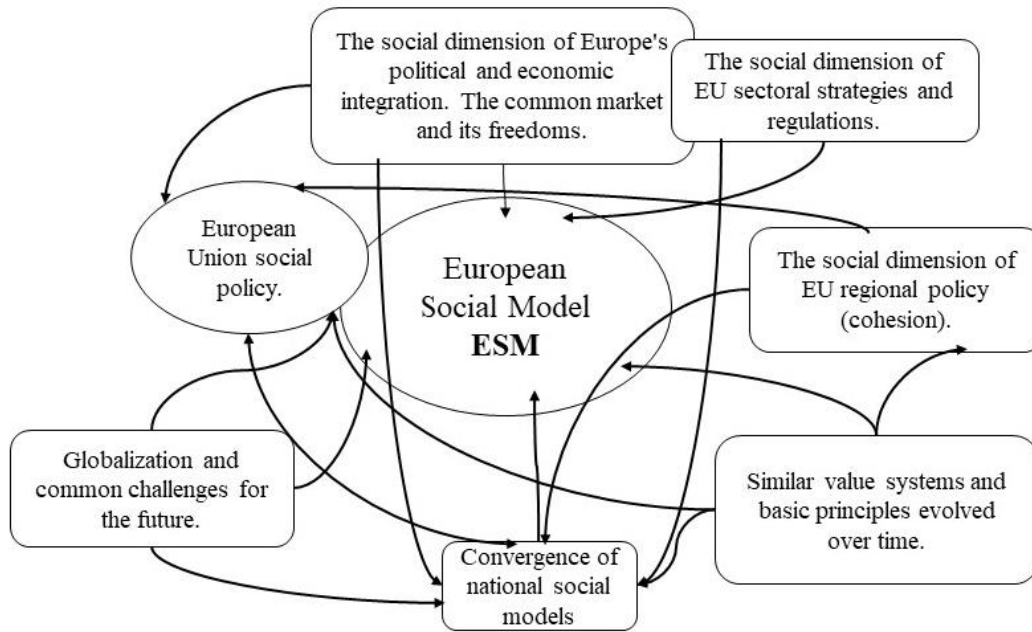 The social dimension of Europe's
political and economic
integration. The common market
and its freedoms.
The social dimension of
EU sectoral strategies and
regulations.
European
Union social
policy.
European
Social Model
ESM
The social dimension of
EU regional policy
(cohesion).
Globalization and
common challenges for
the future.
Convergence of
national social
models
Similar value systems and
basic principles evolved
over time.